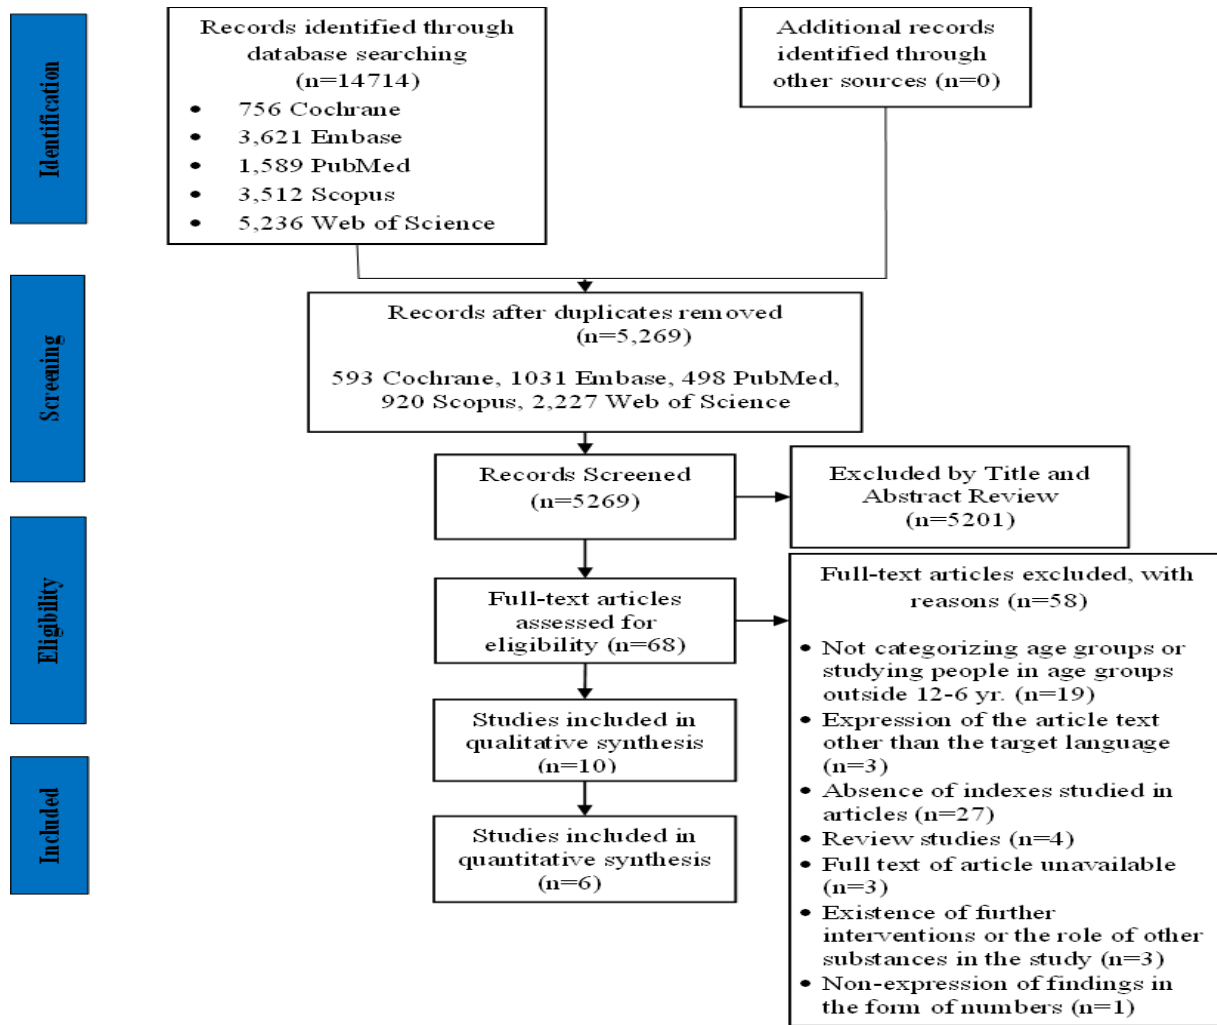 Identification
Records identified through
database searching
(n=14714)
• 756 Cochrane
• 3,621 Embase
• 1,589 PubMed
• 3,512 Scopus
• 5,236 Web of Science
Additional records
identified through
other sources (n=0)
Screening
Records after duplicates removed
(n=5,269)
593 Cochrane, 1031 Embase, 498 PubMed,
920 Scopus, 2,227 Web of Science
Records Screened
(n=5269)
Excluded by Title and
Abstract Review
(n=5201)
Eligibility
Full-text articles
assessed for
eligibility (n=68)
Full-text articles excluded, with
reasons (n=58)
• Not categorizing age groups or
studying people in age groups
outside 12-6 yr. (n=19)
• Expression of the article text
other than the target language
(n=3)
• Absence of indexes studied in
articles (n=27)
• Review studies (n=4)
• Full text of article unavailable
(n=3)
• Existence of further
interventions or the role of other
substances in the study (n=3)
• Non-expression of findings in
the form of numbers (n=1)
Studies included in
qualitative synthesis
(n=10)
Included
Studies included in
quantitative synthesis
(n=6)